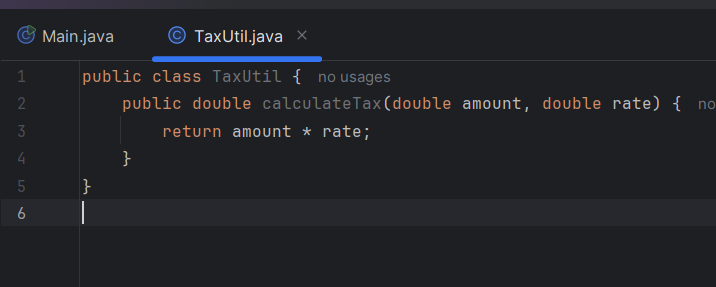 Main.java TaxUtil.java
1 public class TaxUtil { no usages
2 public double calculateTax(double amount, double rate) { no
3 return amount * rate;
4 }
5 }
6